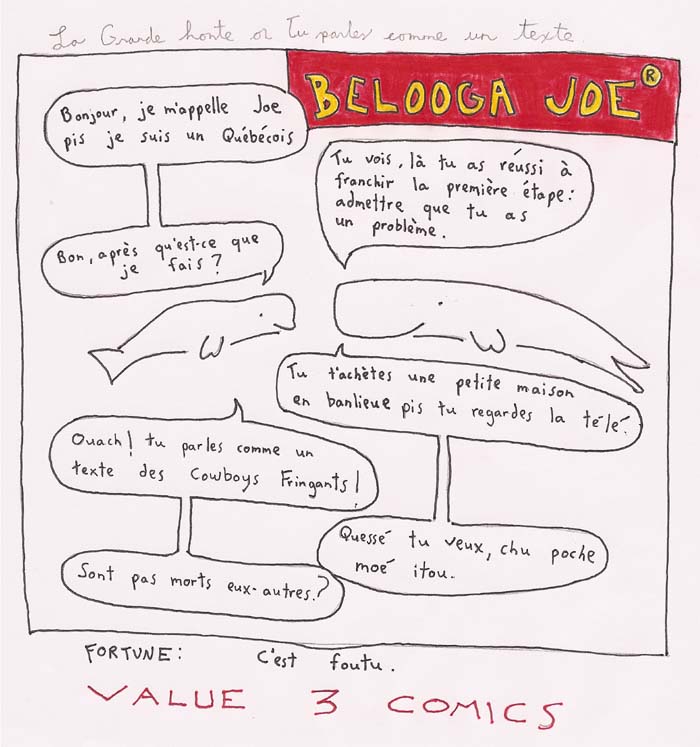 La Grande honte or Tu parles comme un texte
BELOOGA JOE®
Bonjour, je m'appelle Joe
pis je suis un Québécois
Bon, après qu'est-ce que
je fais?
Tu vois, là tu as réussi à
franchir la première étape:
admettre que tu as
un problème.
Tu t'achètes une petite maison
en banlieue pis tu regardes la télé.
Ouach! tu parles comme un
texte des Cowboys Fringants!
Sont pas morts eux-autres?
Quessé tu veux, chu poche
moé itou.
FORTUNE: C'est foutu.
VALUE 3 COMICS